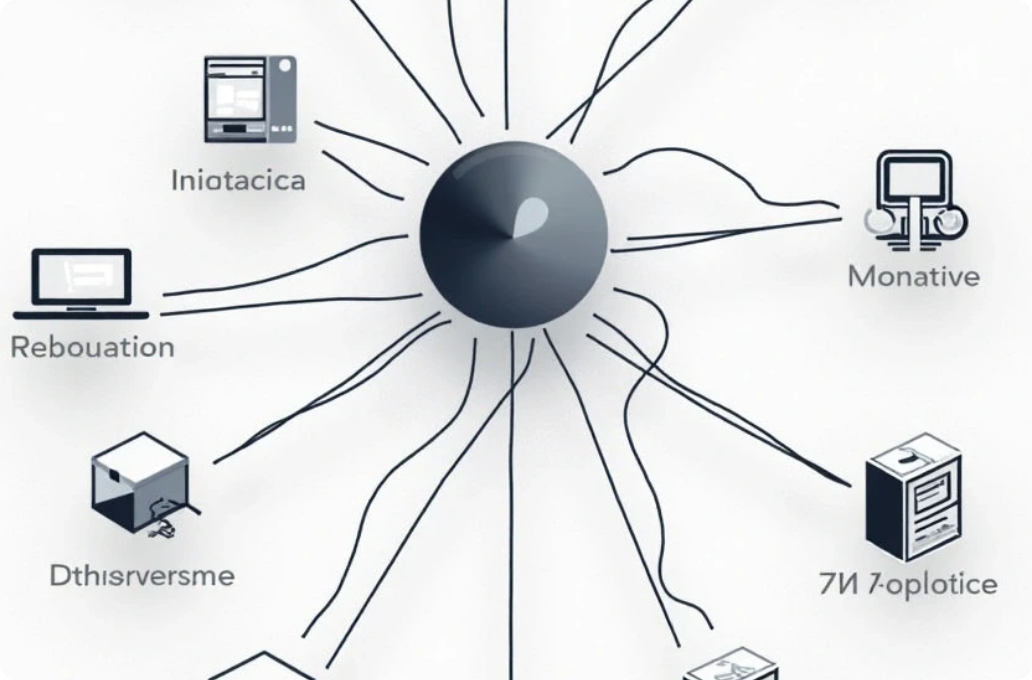 Iniotacica
Monative
Rebouation
Dthisrversme
7И 7-oplotice